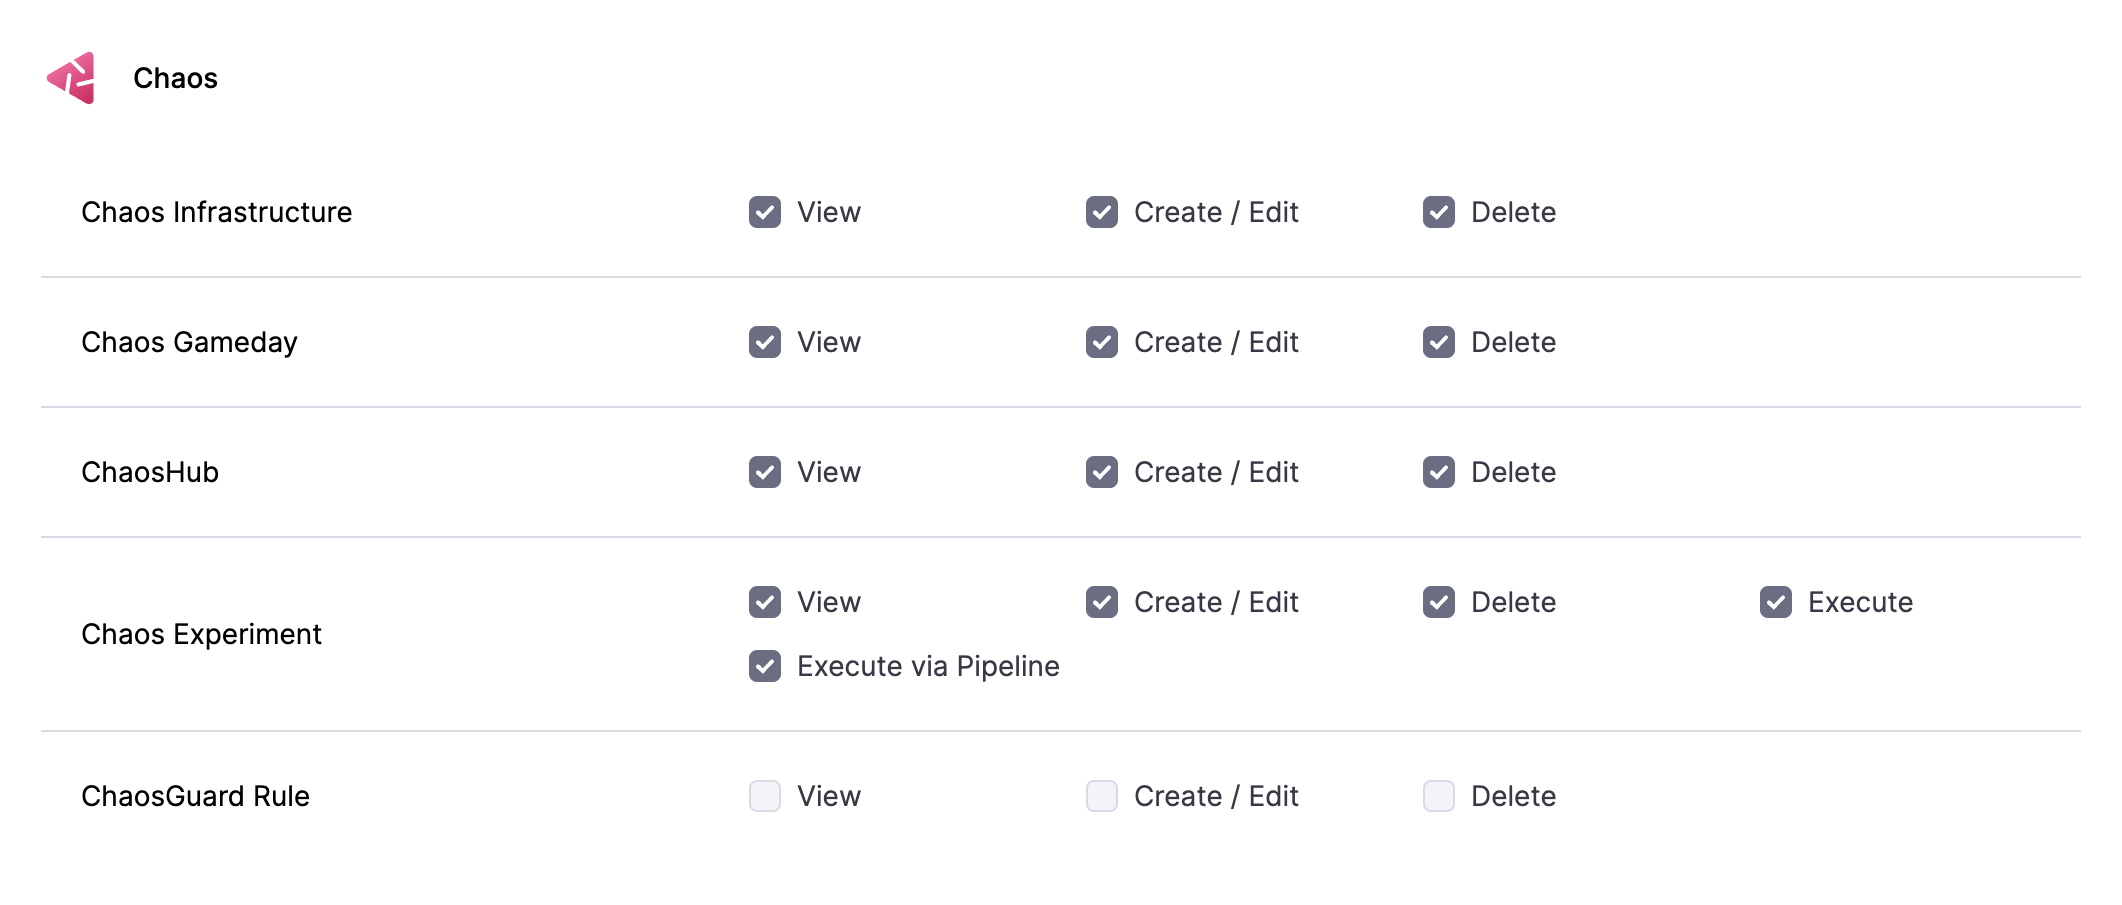 Chaos
Chaos Infrastructure View Create / Edit Delete
Chaos Gameday View Create / Edit Delete
ChaosHub View Create / Edit Delete
Chaos Experiment View Create / Edit Delete Execute
Execute via Pipeline
ChaosGuard Rule View Create / Edit Delete